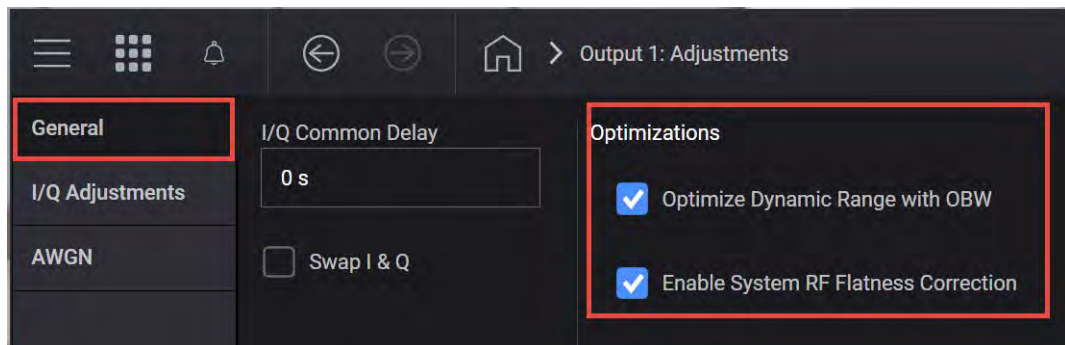 Output 1: Adjustments
General
I/Q Adjustments
AWGN
I/Q Common Delay
0 s
Swap I & Q
Optimizations
Optimize Dynamic Range with OBW
Enable System RF Flatness Correction